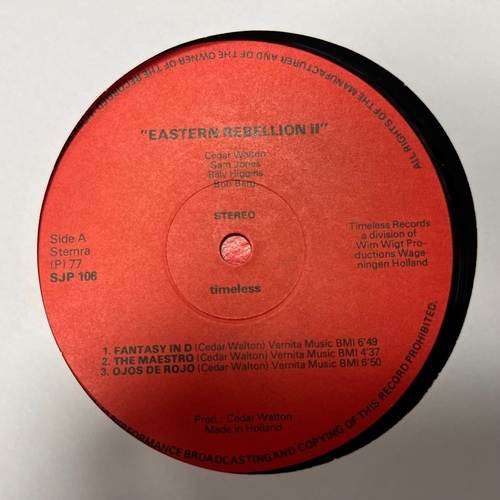 ALL RIGHTS OF THE MANUFACTURER AND OF THE OWNER OF THE RECORD
"EASTERN REBELLION II"
Cedar Walton
Sam Jones
Billy Higgins
Bob Berg
STEREO
Side A
Stemra
(P) 77
SJP 106
Timeless Records
a division of
Wim Wigt Pro-
ductions Wage-
ningen Holland
timeless
1. FANTASY IN D (Cedar Walton) Vernita Music BMI 6'49
2. THE MAESTRO (Cedar Walton) Vernita Music BMI 4'37
3. OJOS DE ROJO (Cedar Walton) Vernita Music BMI 6'50
Prod.: Cedar Walton
Made in Holland
PERFORMANCE BROADCASTING AND COPYING OF THIS RECORD PROHIBITED.